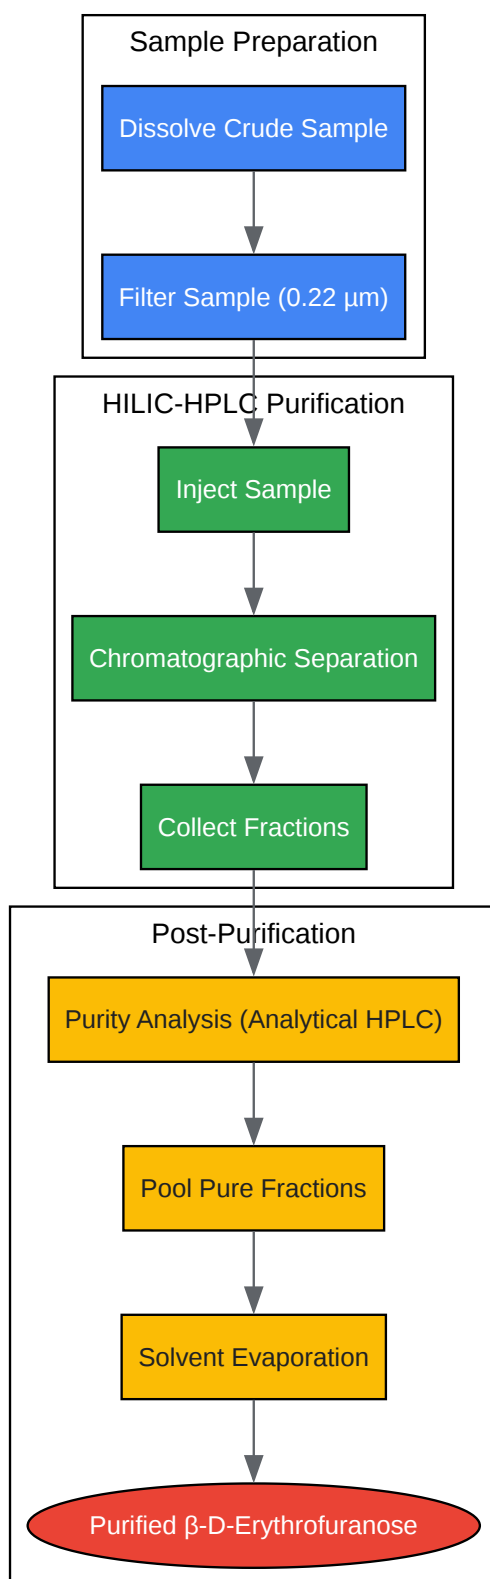 Sample Preparation
Dissolve Crude Sample
Filter Sample (0.22 µm)
HILIC-HPLC Purification
Inject Sample
Chromatographic Separation
Collect Fractions
Post-Purification
Purity Analysis (Analytical HPLC)
Pool Pure Fractions
Solvent Evaporation
Purified β-D-Erythrofuranose